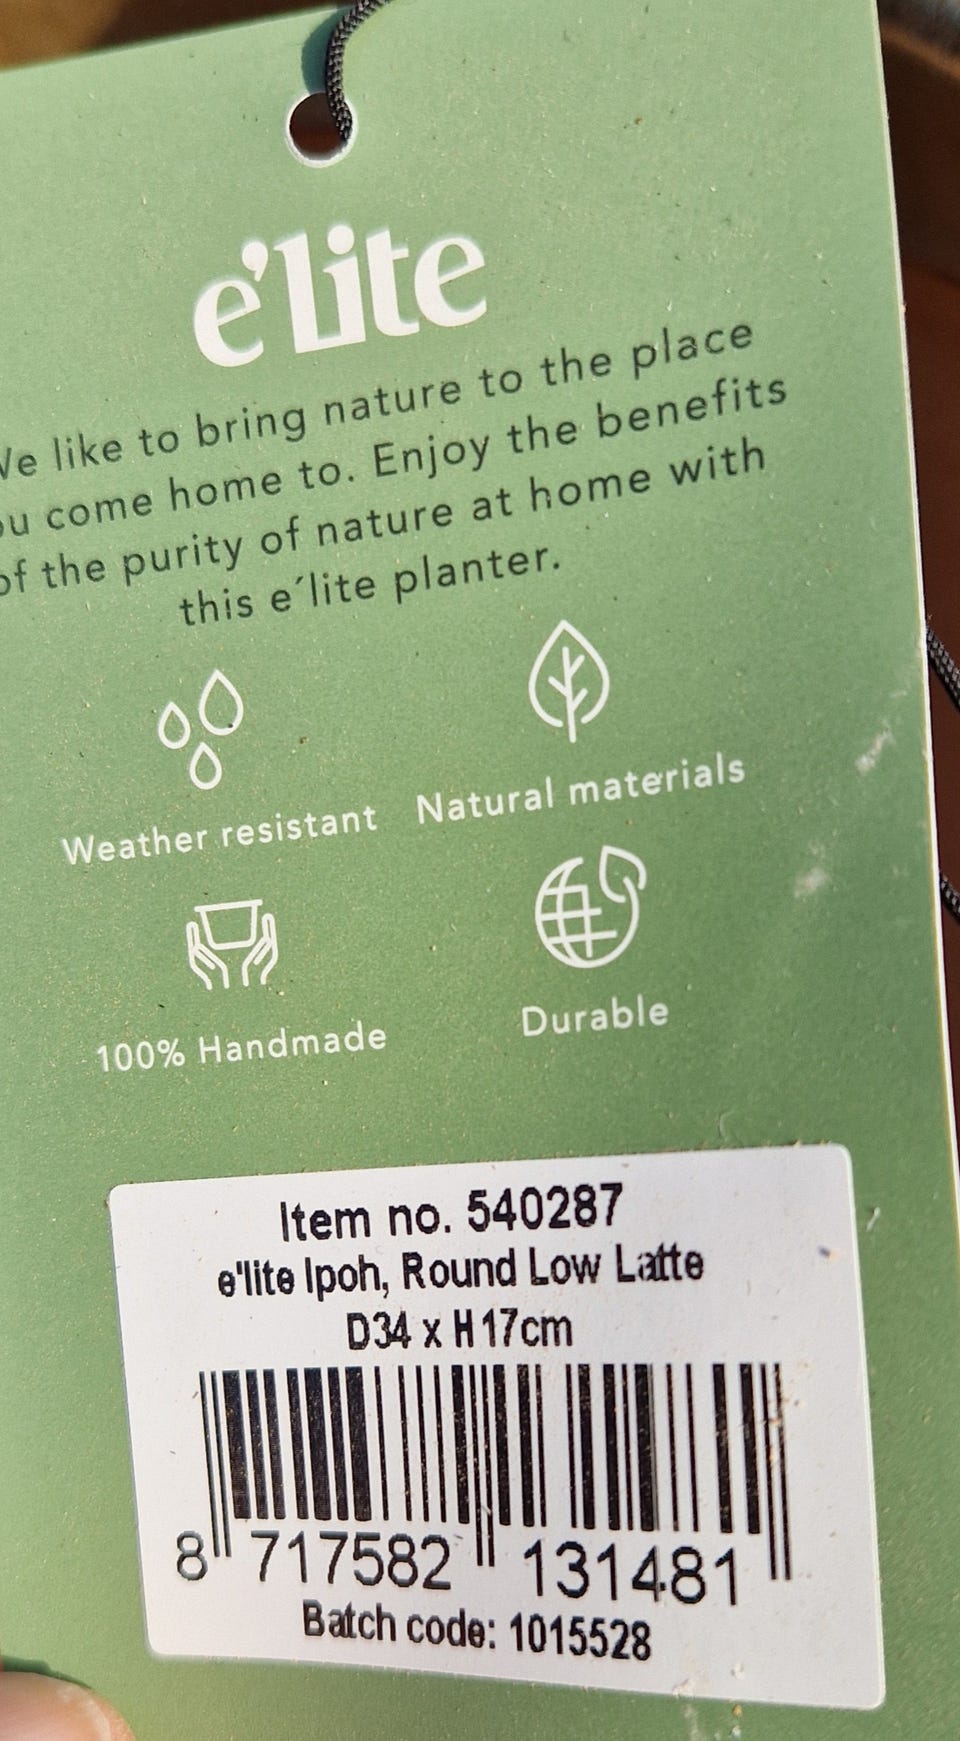 e'lite
We like to bring nature to the place
ou come home to. Enjoy the benefits
of the purity of nature at home with
this e´lite planter.
Weather resistant
Natural materials
100% Handmade
Durable
Item no. 540287
e'lite Ipoh, Round Low Latte
D34 x H17cm
8 717582 131481
Batch code: 1015528